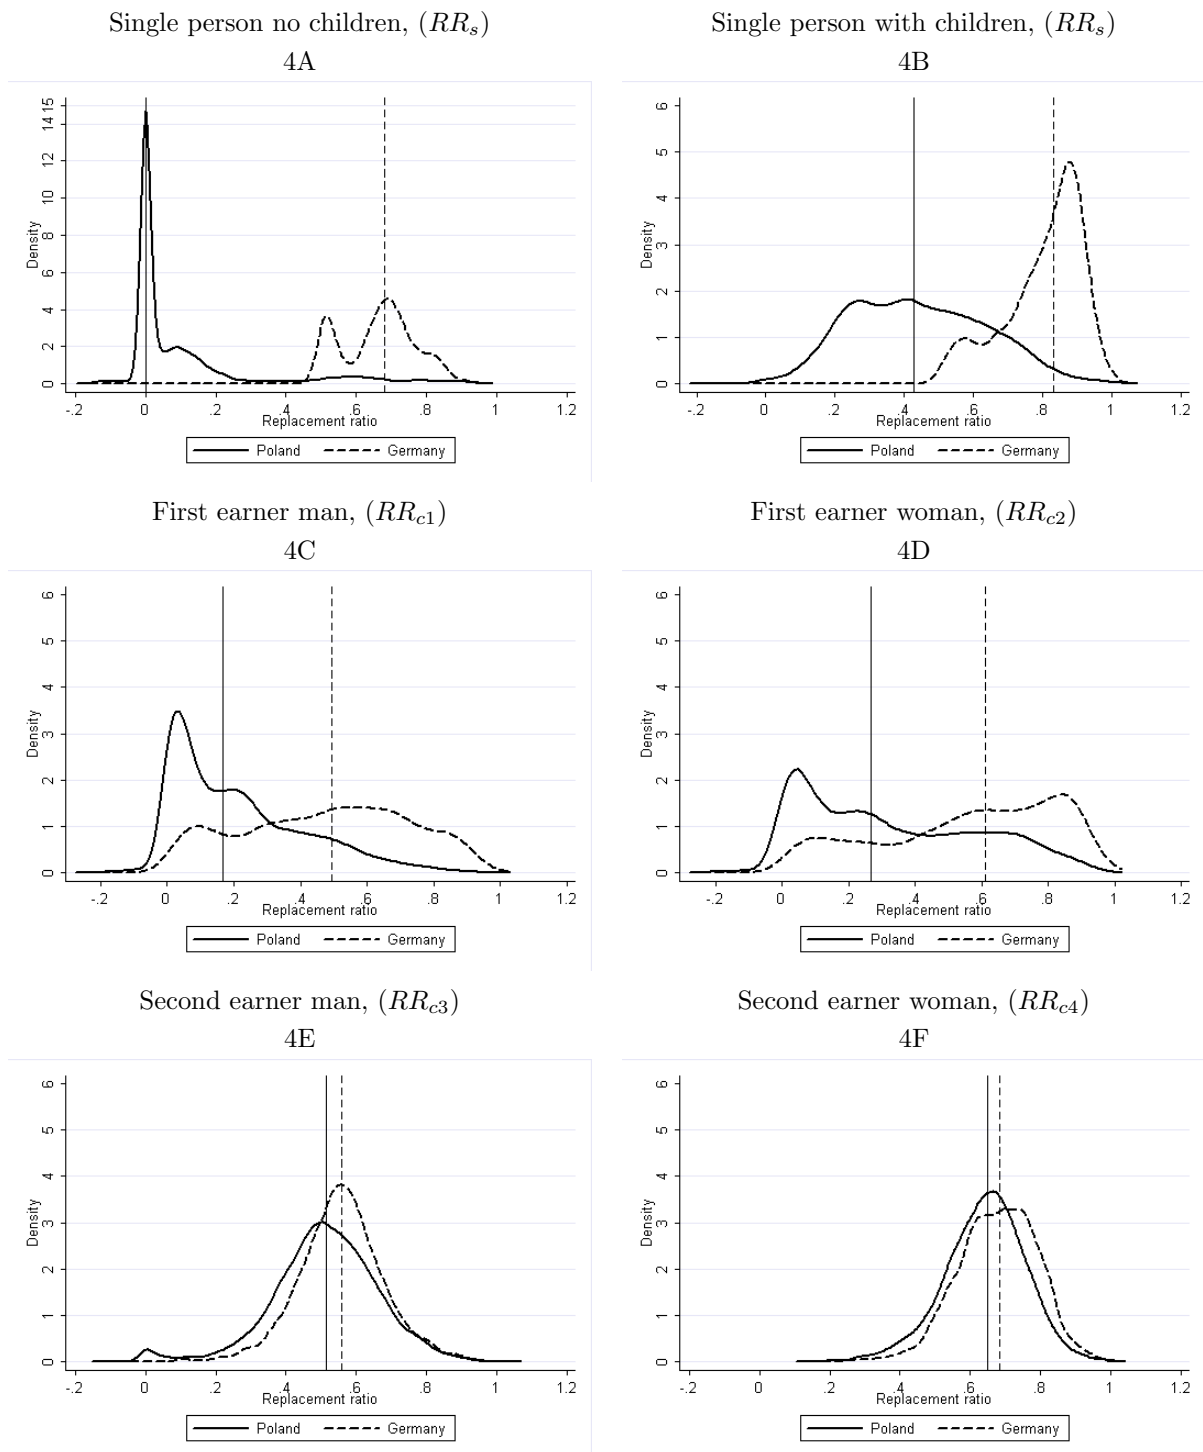 Single person no children, (RRs)
4A
15
14
12
10
8
6
4
2
0
Density
-.2 0 .2 .4 .6 .8 1 1.2
Replacement ratio
Poland Germany
Single person with children, (RRs)
4B
6
5
4
3
2
1
0
Density
-.2 0 .2 .4 .6 .8 1 1.2
Replacement ratio
Poland Germany
First earner man, (RRc1)
4C
6
5
4
3
2
1
0
Density
-.2 0 .2 .4 .6 .8 1 1.2
Replacement ratio
Poland Germany
First earner woman, (RRc2)
4D
6
5
4
3
2
1
0
Density
-.2 0 .2 .4 .6 .8 1 1.2
Replacement ratio
Poland Germany
Second earner man, (RRc3)
4E
6
5
4
3
2
1
0
Density
-.2 0 .2 .4 .6 .8 1 1.2
Replacement ratio
Poland Germany
Second earner woman, (RRc4)
4F
6
5
4
3
2
1
0
Density
-.2 0 .2 .4 .6 .8 1 1.2
Replacement ratio
Poland Germany